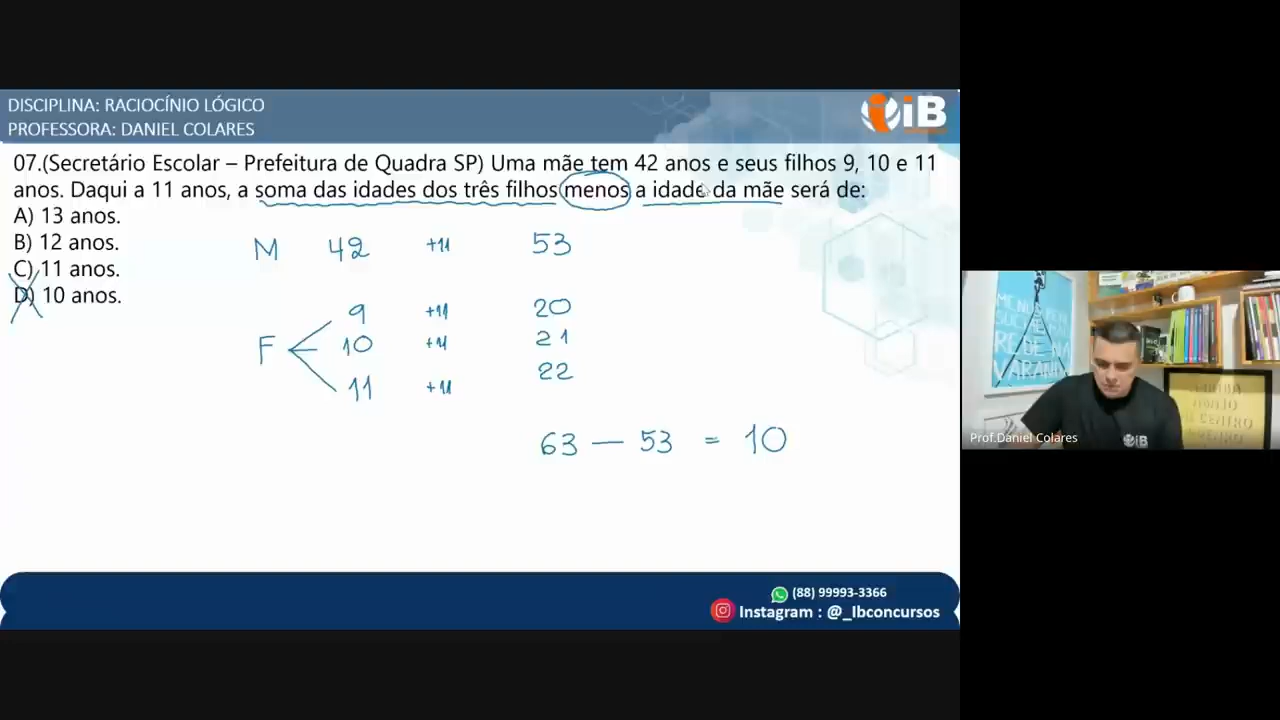 DISCIPLINA: RACIOCÍNIO LÓGICO
PROFESSORA: DANIEL COLARES
iB
07.(Secretário Escolar – Prefeitura de Quadra SP) Uma mãe tem 42 anos e seus filhos 9, 10 e 11
anos. Daqui a 11 anos, a soma das idades dos três filhos menos a idade da mãe será de:
A) 13 anos.
B) 12 anos.
C) 11 anos.
D) 10 anos.
M 42 +11 53
9 +11 20
F 10 +11 21
11 +11 22
63 — 53 = 10
Prof.Daniel Colares
iB
(88) 99993-3366
Instagram : @_Ibconcursos